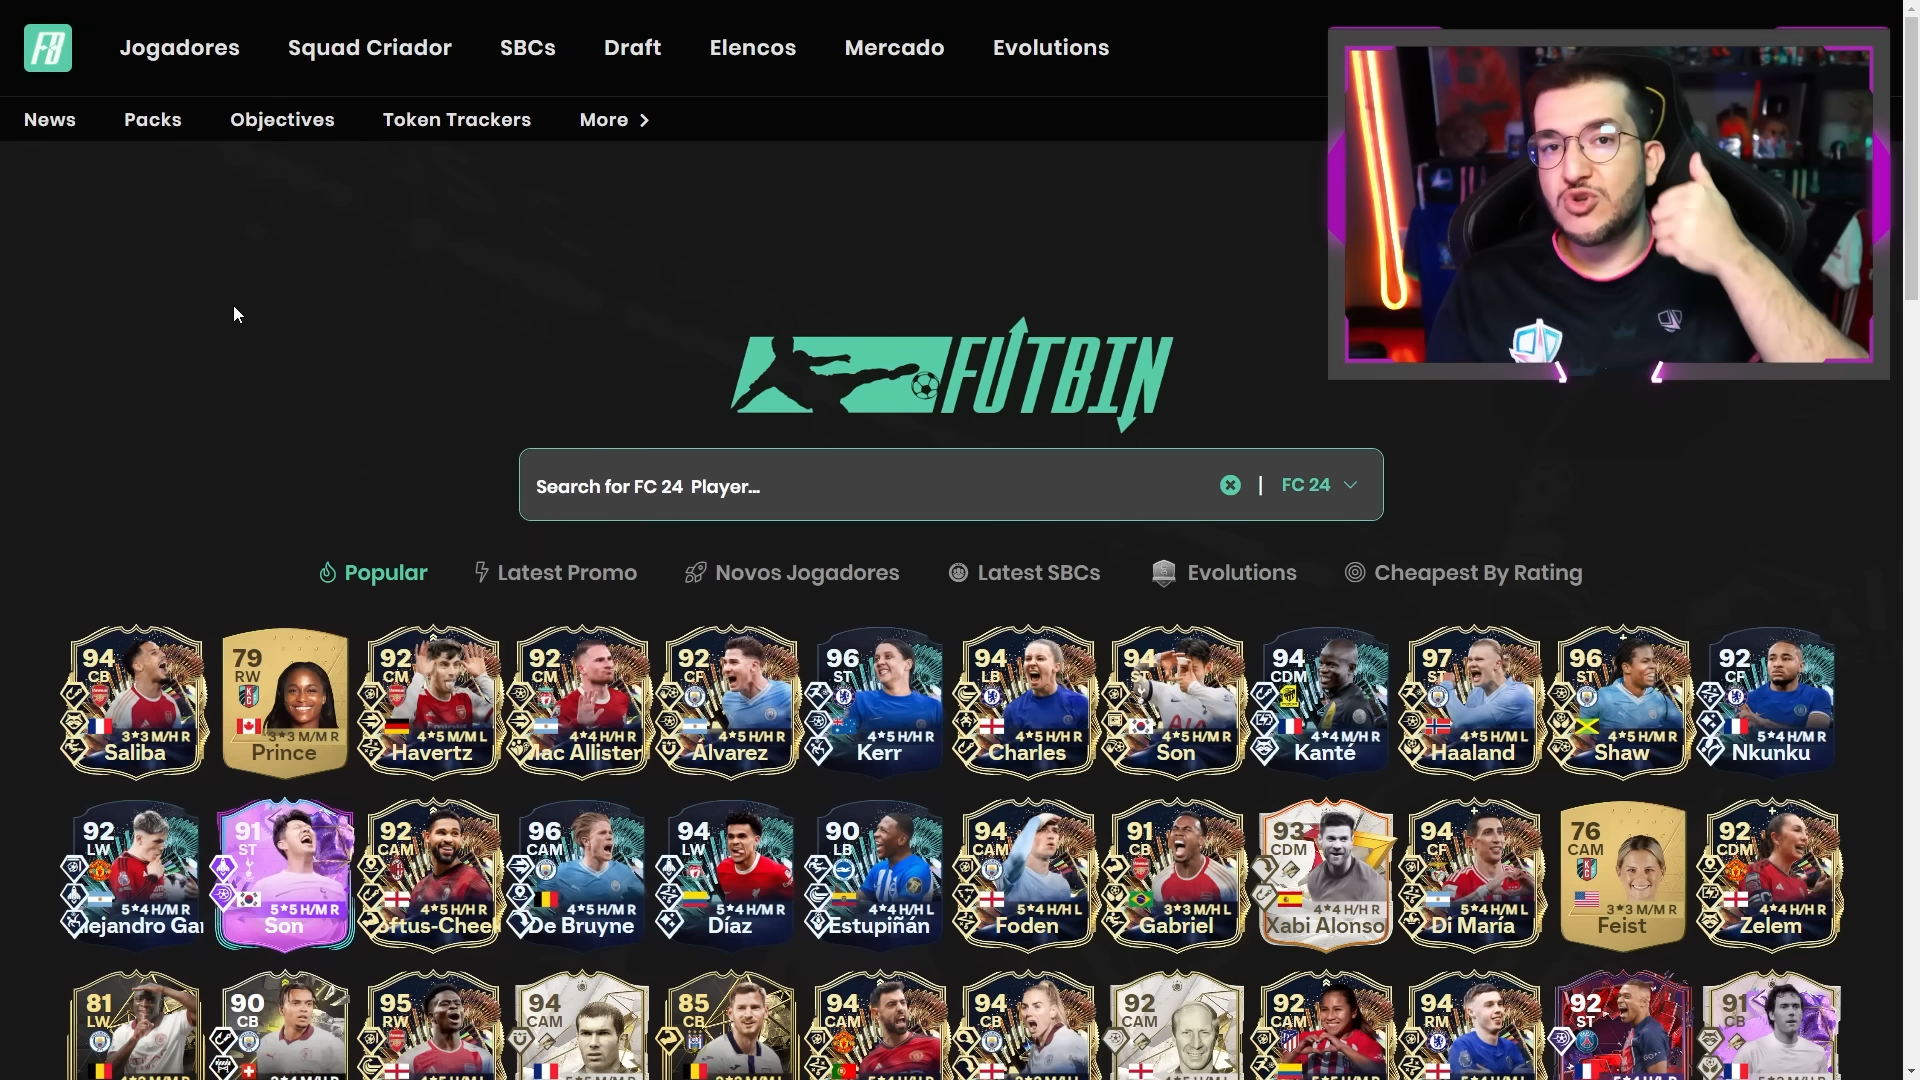 FB Jogadores Squad Criador SBCs Draft Elencos Mercado Evolutions
News Packs Objectives Token Trackers More
FUTBIN
Search for FC 24 Player... | FC 24
Popular Latest Promo Novos Jogadores Latest SBCs Evolutions Cheapest By Rating
94 79 92 92 92 96 94 94 94 97 96 92
CB RW CM CM CF ST LB ST CDM ST ST CF
3★3 M/H R 3★3 M/M R 4★5 M/M L 4★4 H/H R 4★5 H/H R 4★5 H/M R 4★5 H/H R 4★5 H/M R 4★4 M/H R 4★5 H/M L 4★5 H/M R 5★4 H/M R
Saliba Prince Havertz Mac Allister Álvarez Kerr Charles Son Kanté Haaland Shaw Nkunku
92 91 92 96 94 90 94 91 93 94 76 92
LW ST CAM CAM LW LB CAM CB CDM CF CAM CDM
5★4 H/M R 5★5 H/M R 4★5 H/H R 4★5 H/H R 5★4 H/M R 4★4 H/H L 5★4 H/H L 3★3 M/H L 4★4 H/H R 5★4 M/M L 3★3 M/M R 4★4 H/H R
lejandro Gar Son oftus-Cheek De Bruyne Díaz Estupiñán Foden Gabriel Xabi Alonso Di María Feist Zelem
81 90 95 94 85 94 94 92 92 94 92 91
LW CB RW CAM CB CAM CB CAM CAM RM ST CB